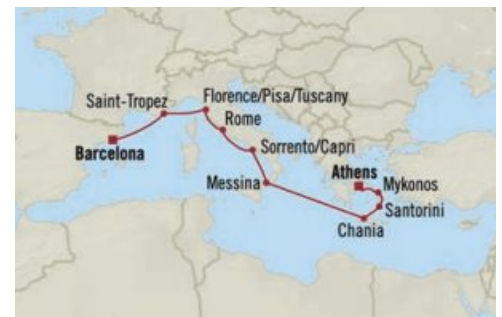 Saint-Tropez
Florence/Pisa/Tuscany
Rome
Barcelona
Sorrento/Capri
Messina
Athens
Mykonos
Santorini
Chania